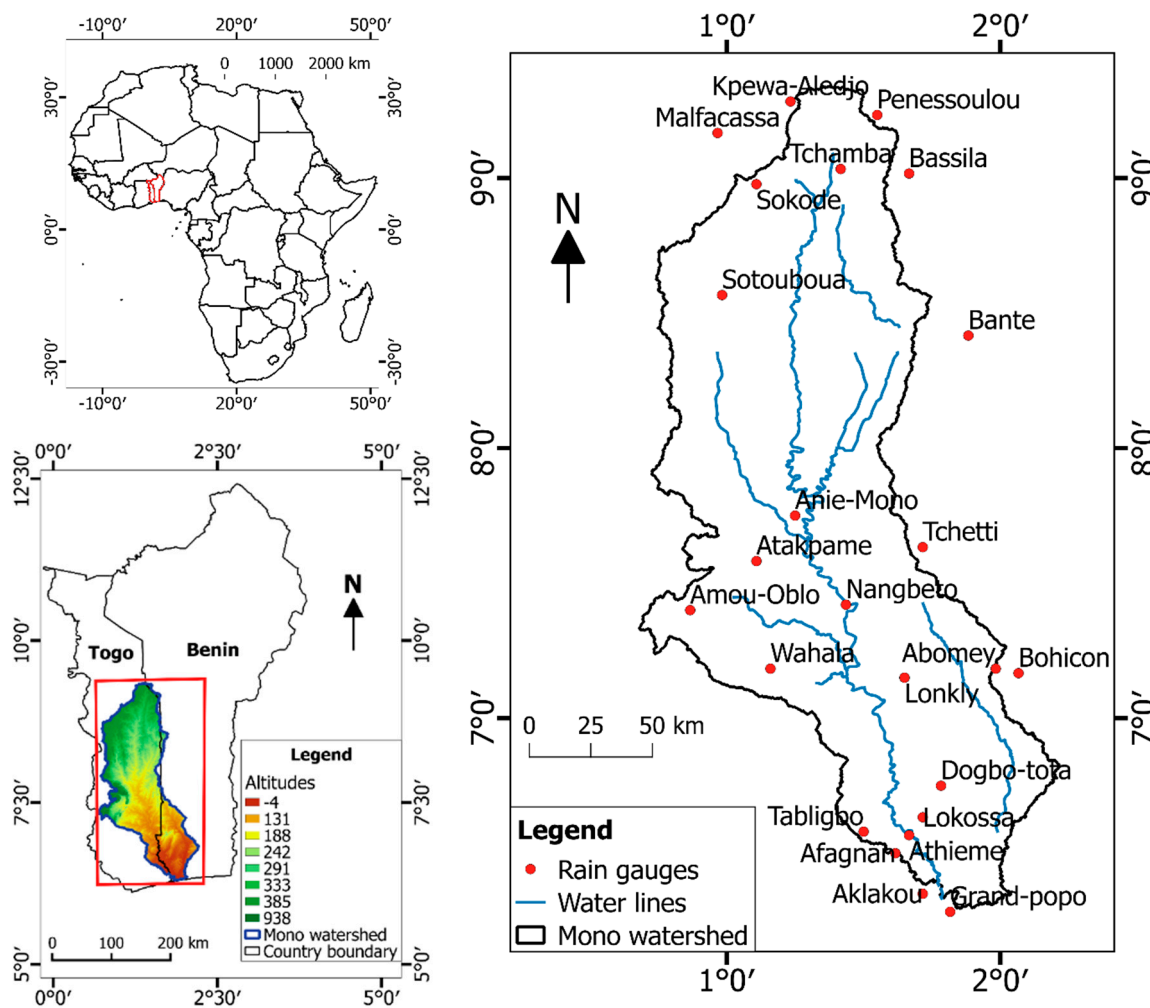 -10°0′ 20°0′ 50°0′
0 1000 2000 km
30°0′ 30°0′
0°0′ 0°0′
-30°0′ -30°0′
-10°0′ 20°0′ 50°0′
0°0′ 2°30′ 5°0′
12°30′ 12°30′
N
10°0′ 10°0′
Togo Benin
7°30′ 7°30′
Legend
Altitudes
-4
131
188
242
291
333
385
938
Mono watershed
Country boundary
0 100 200 km
5°0′ 5°0′
0°0′ 2°30′ 5°0′
1°0′ 2°0′
Kpewa-Aledjo
Penessoulou
Malfacassa
Tchamba
Bassila
9°0′ 9°0′
Sokode
N
Sotouboua
Bante
8°0′ 8°0′
Anie-Mono
Tchetti
Atakpame
Nangbeto
Amou-Oblo
Wahala
Abomey
Bohicon
Lonkly
0 25 50 km
7°0′ 7°0′
Dogbo-tota
Tabligbo
Lokossa
Afagnan
Athieme
Aklakou
Grand-popo
Legend
Rain gauges
Water lines
Mono watershed
1°0′ 2°0′